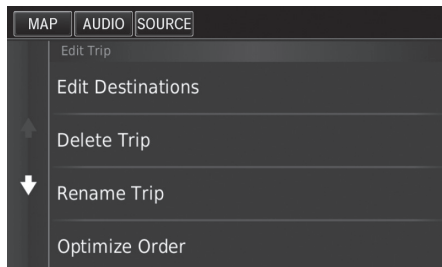 MAP AUDIO SOURCE
Edit Trip
Edit Destinations
Delete Trip
Rename Trip
Optimize Order